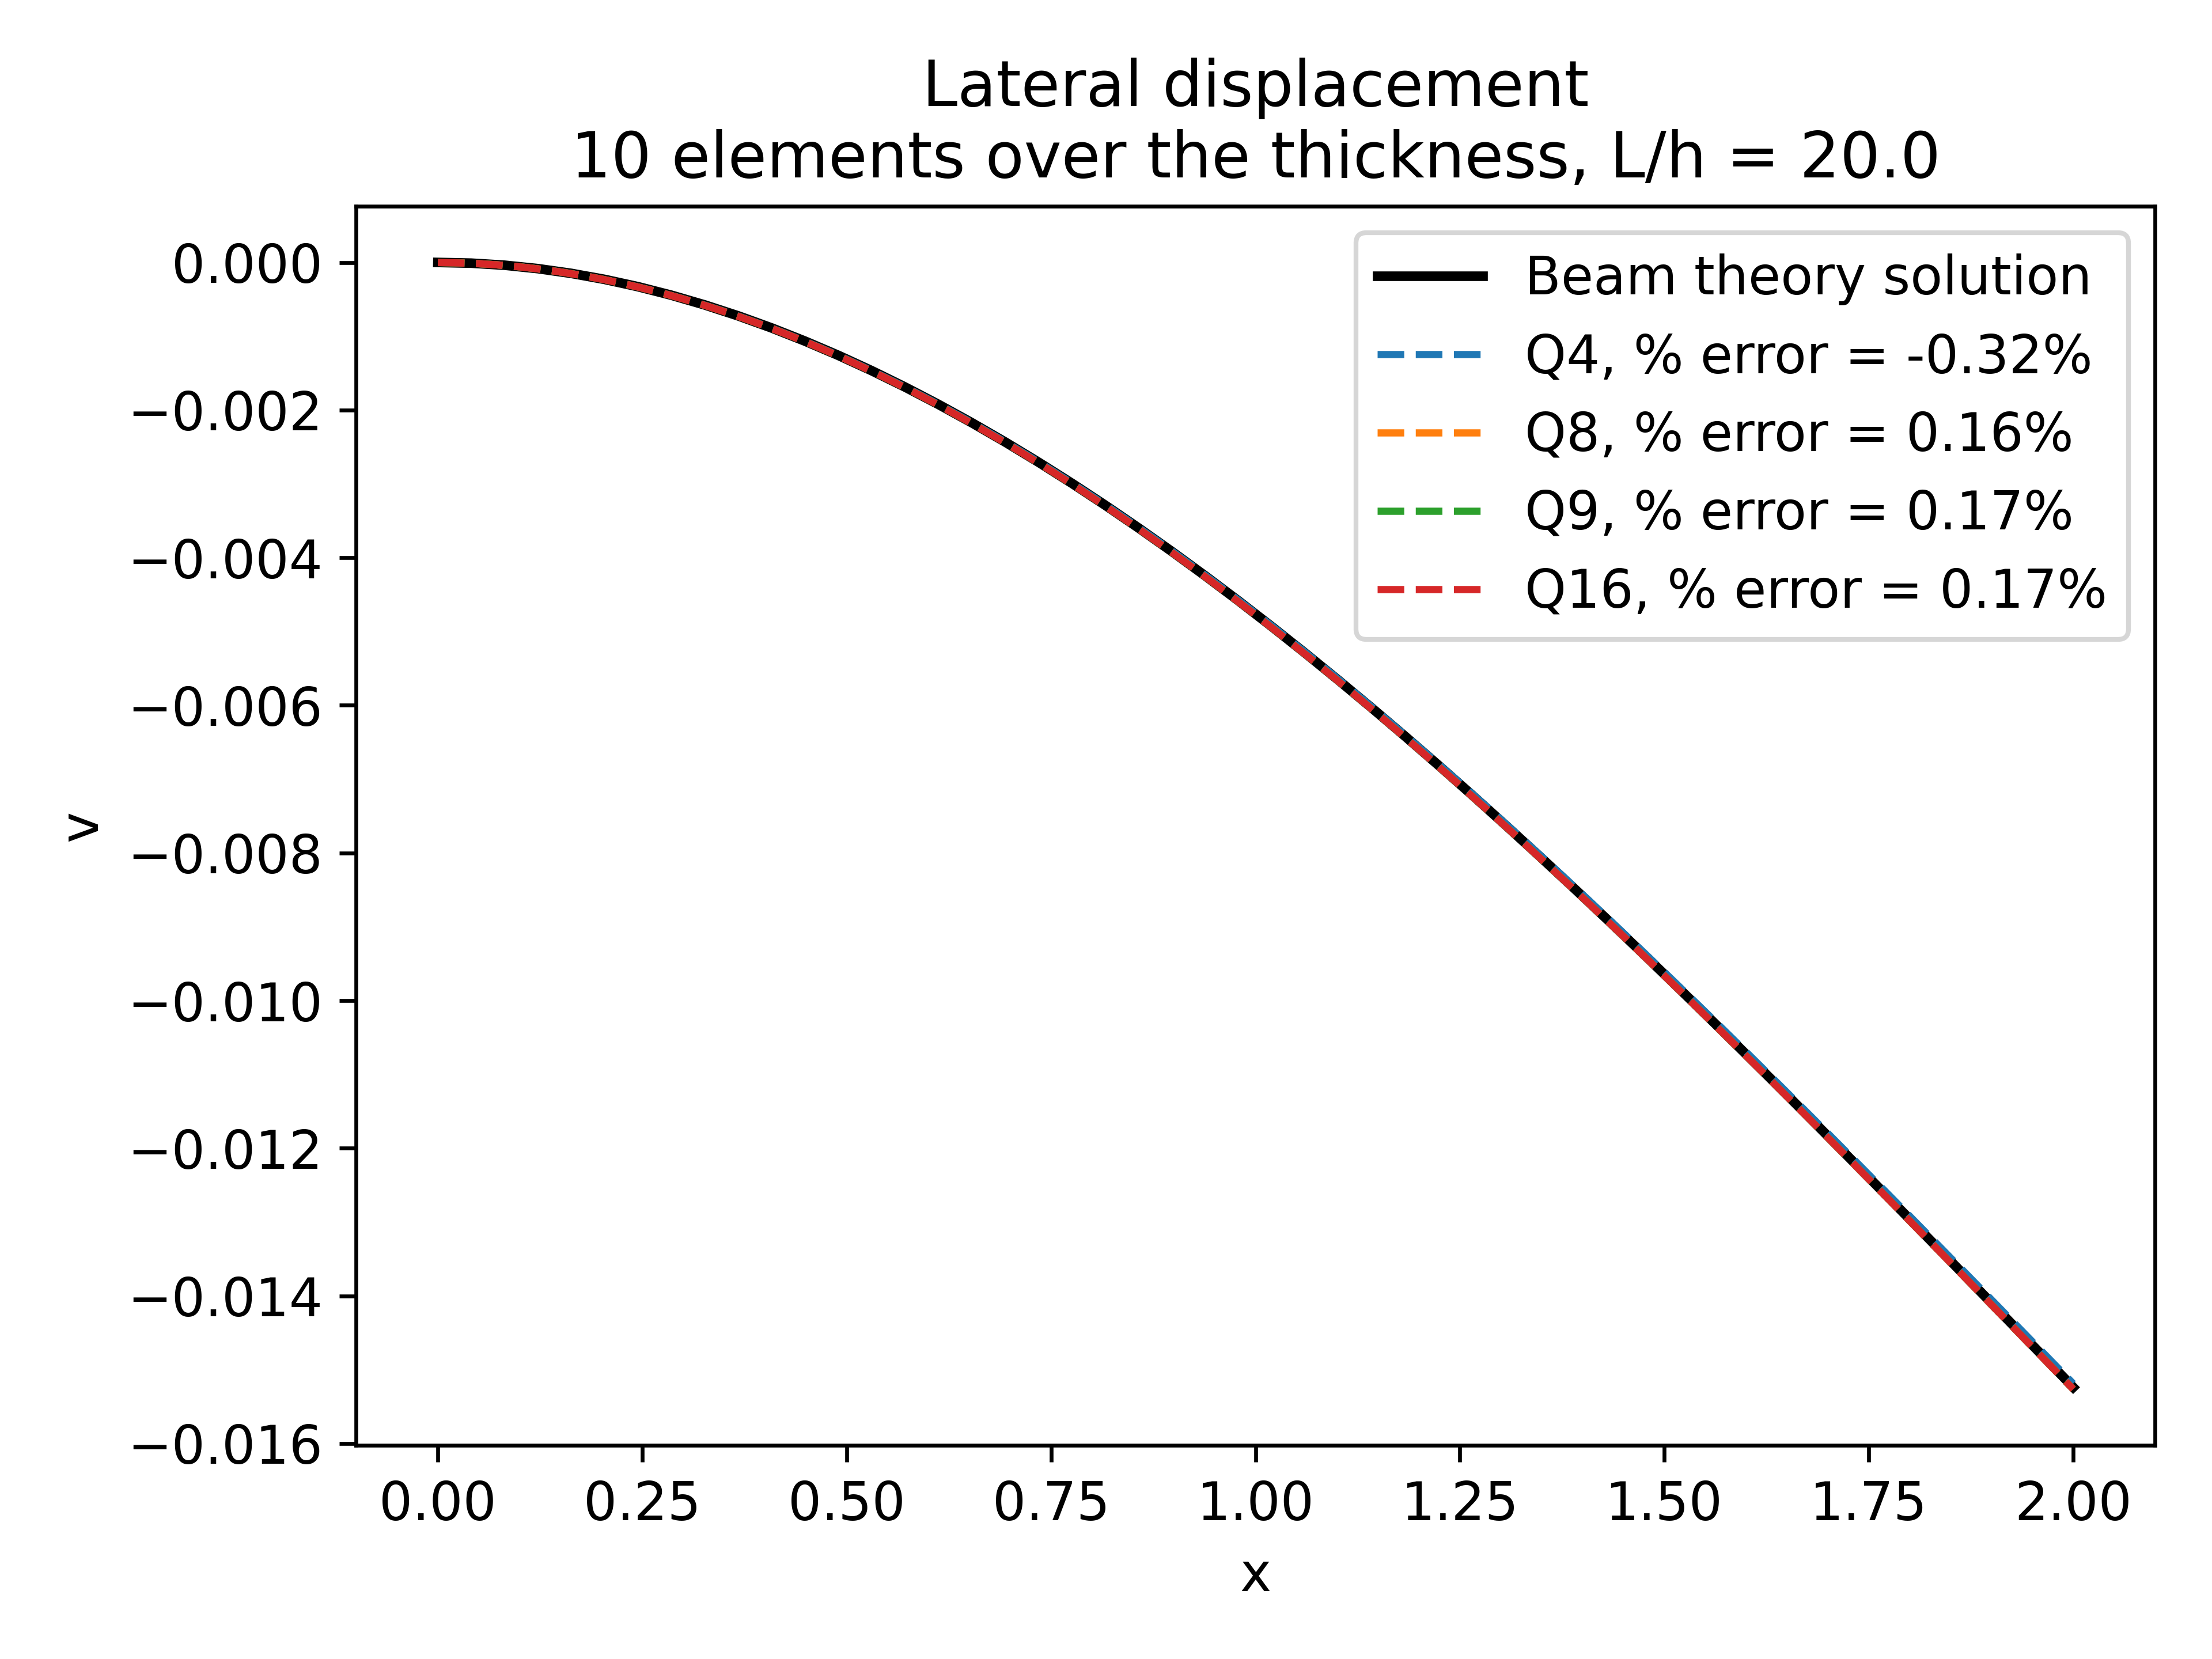 Lateral displacement
10 elements over the thickness, L/h = 20.0
Beam theory solution
Q4, % error = -0.32%
Q8, % error = 0.16%
Q9, % error = 0.17%
Q16, % error = 0.17%
0.000
−0.002
−0.004
−0.006
−0.008
−0.010
−0.012
−0.014
−0.016
v
0.00 0.25 0.50 0.75 1.00 1.25 1.50 1.75 2.00
x